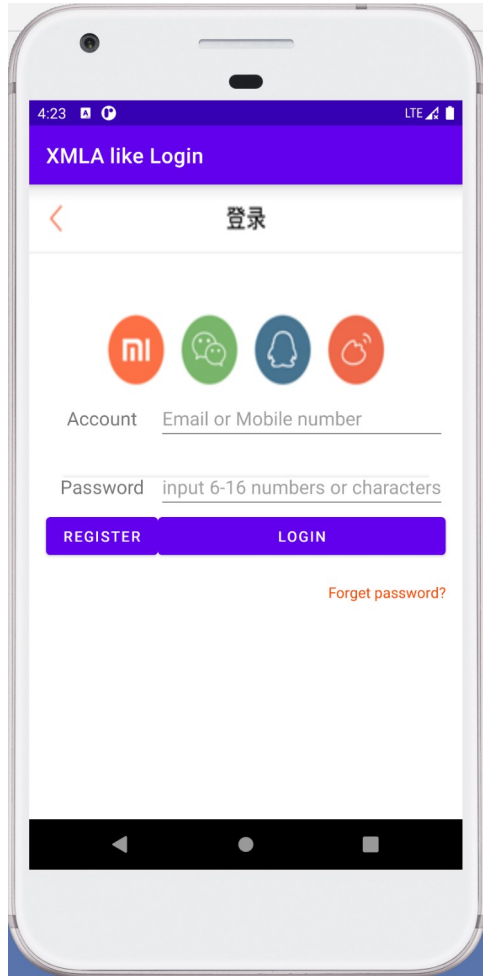 4:23 LTE
XMLA like Login
登录
Account Email or Mobile number
Password input 6-16 numbers or characters
REGISTER LOGIN
Forget password?